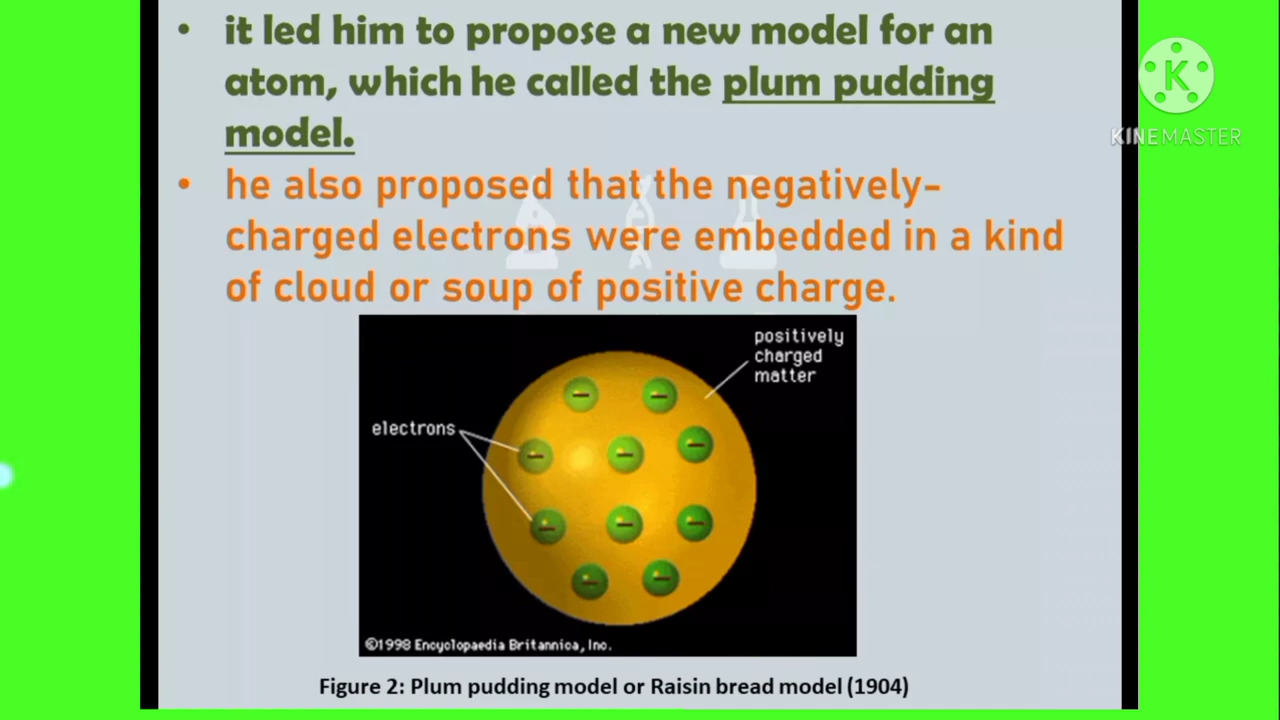 • it led him to propose a new model for an
atom, which he called the plum pudding
model.
• he also proposed that the negatively-
charged electrons were embedded in a kind
of cloud or soup of positive charge.
positively
charged
matter
electrons
©1998 Encyclopaedia Britannica, Inc.
Figure 2: Plum pudding model or Raisin bread model (1904)
K
KINEMASTER